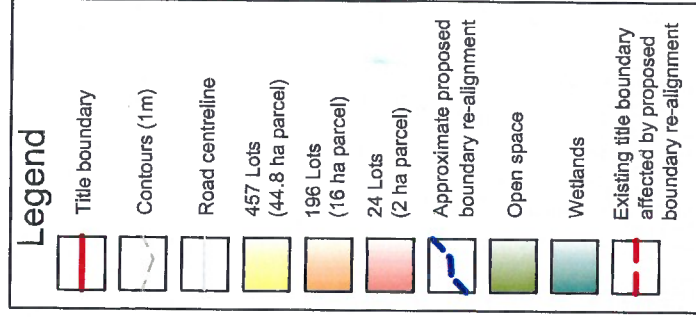 Legend
Title boundary
Contours (1m)
Road centreline
457 Lots
(44.8 ha parcel)
196 Lots
(16 ha parcel)
24 Lots
(2 ha parcel)
Approximate proposed
boundary re-alignment
Open space
Wetlands
Existing title boundary
affected by proposed
boundary re-alignment